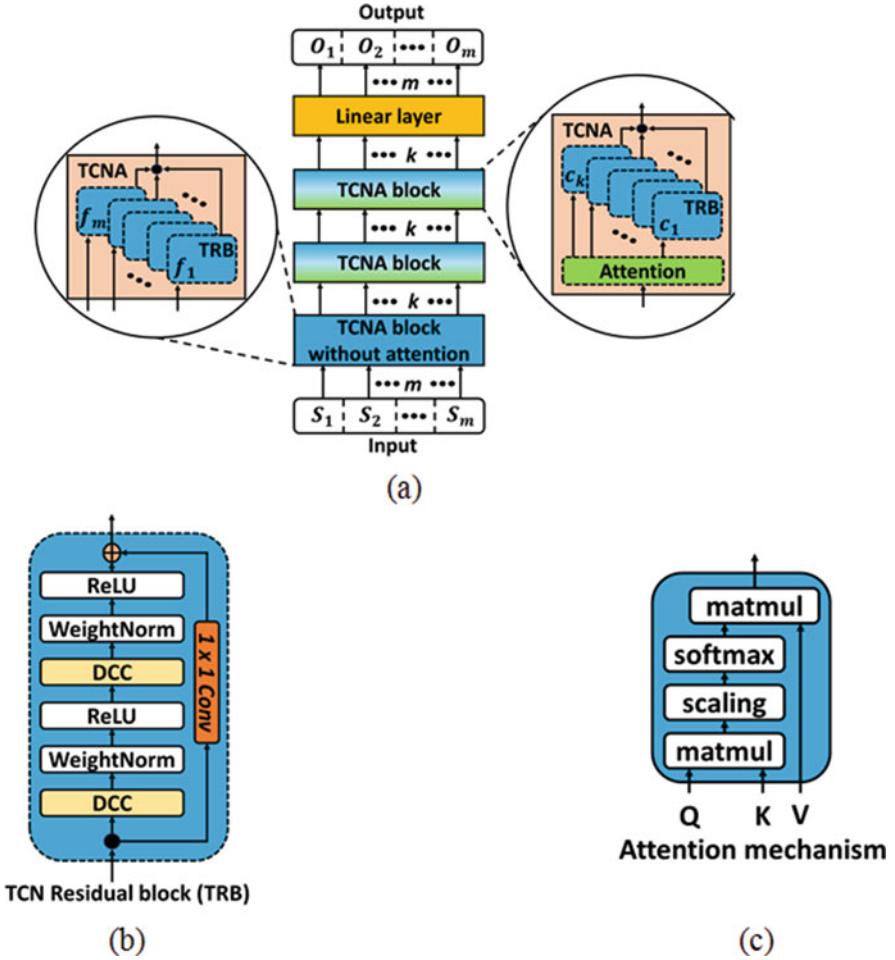 Output
O₁ O₂ ••• Oₘ
••• m •••
Linear layer
••• k •••
TCNA block
••• k •••
TCNA block
••• k •••
TCNA block
without attention
••• m •••
S₁ S₂ ••• Sₘ
Input
TCNA
fₘ
•••
TRB
f₁
•••
TCNA
cₖ
•••
TRB
c₁
•••
Attention
(a)
ReLU
WeightNorm
DCC
ReLU
WeightNorm
DCC
1 x 1 Conv
TCN Residual block (TRB)
(b)
matmul
softmax
scaling
matmul
Q K V
Attention mechanism
(c)